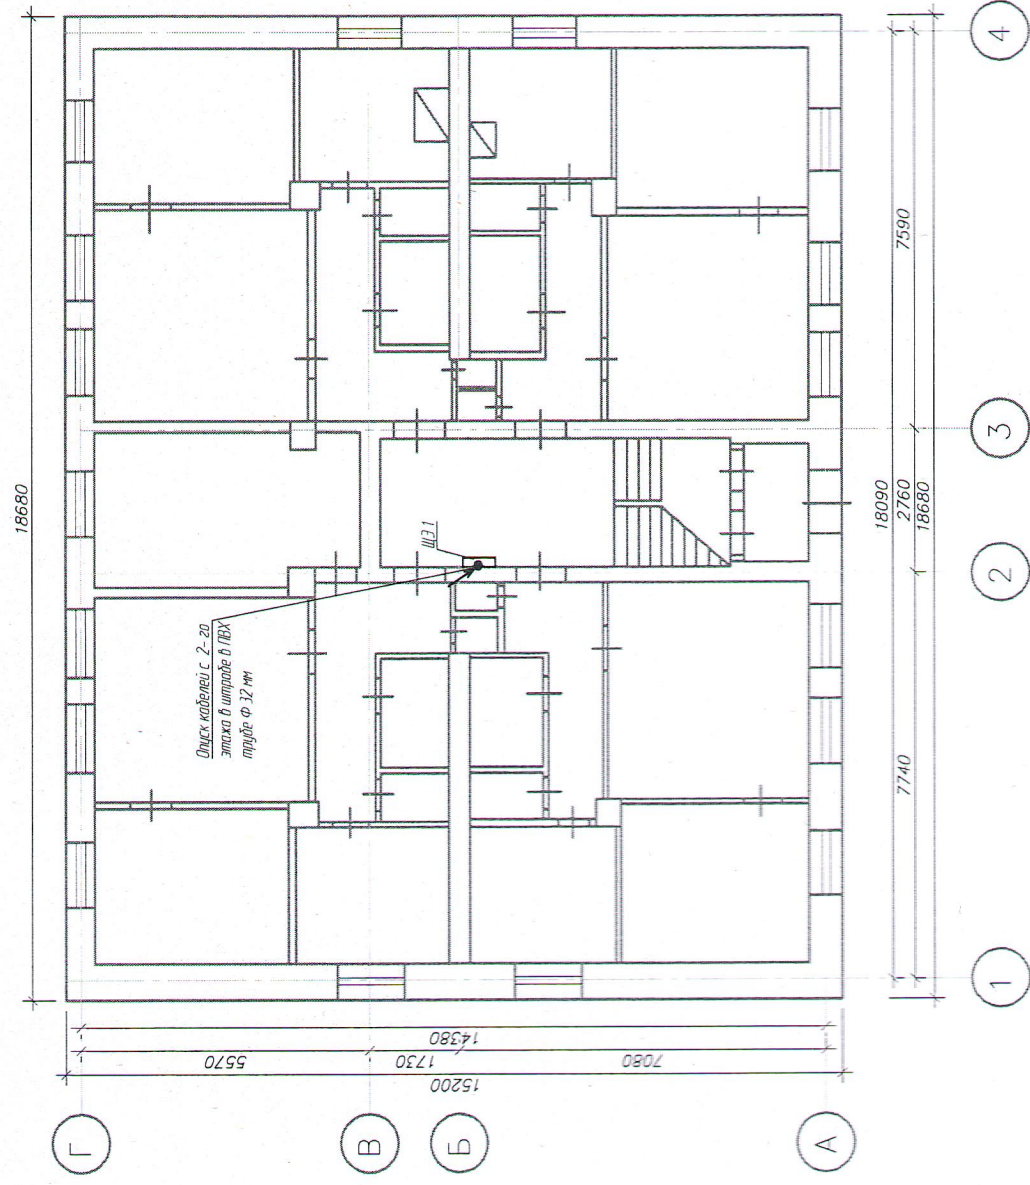 18680
Опуск кабелей с 2-го
этажа в штробе в ПВХ
трубе Ф 32 мм
ЩЭ.1
7740
2760
7590
18090
18680
15200
14380
5570
1730
7080
Г
В
Б
А
1
2
3
4